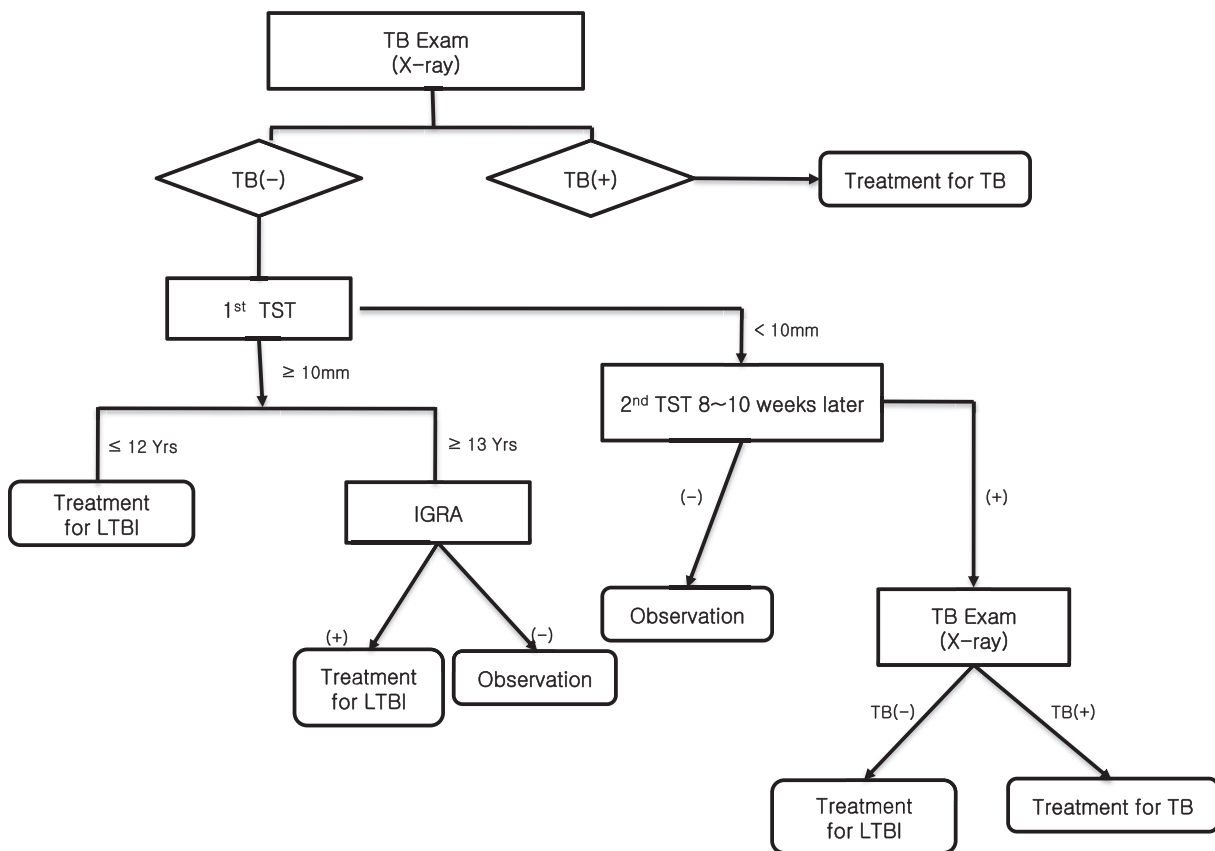 TB Exam
(X-ray)
TB(-)
TB(+)
Treatment for TB
1st TST
< 10mm
≥ 10mm
2nd TST 8~10 weeks later
≤ 12 Yrs
≥ 13 Yrs
Treatment
for LTBI
IGRA
(-)
(+)
Observation
TB Exam
(X-ray)
(+)
(-)
Treatment
for LTBI
Observation
TB(-)
TB(+)
Treatment
for LTBI
Treatment for TB